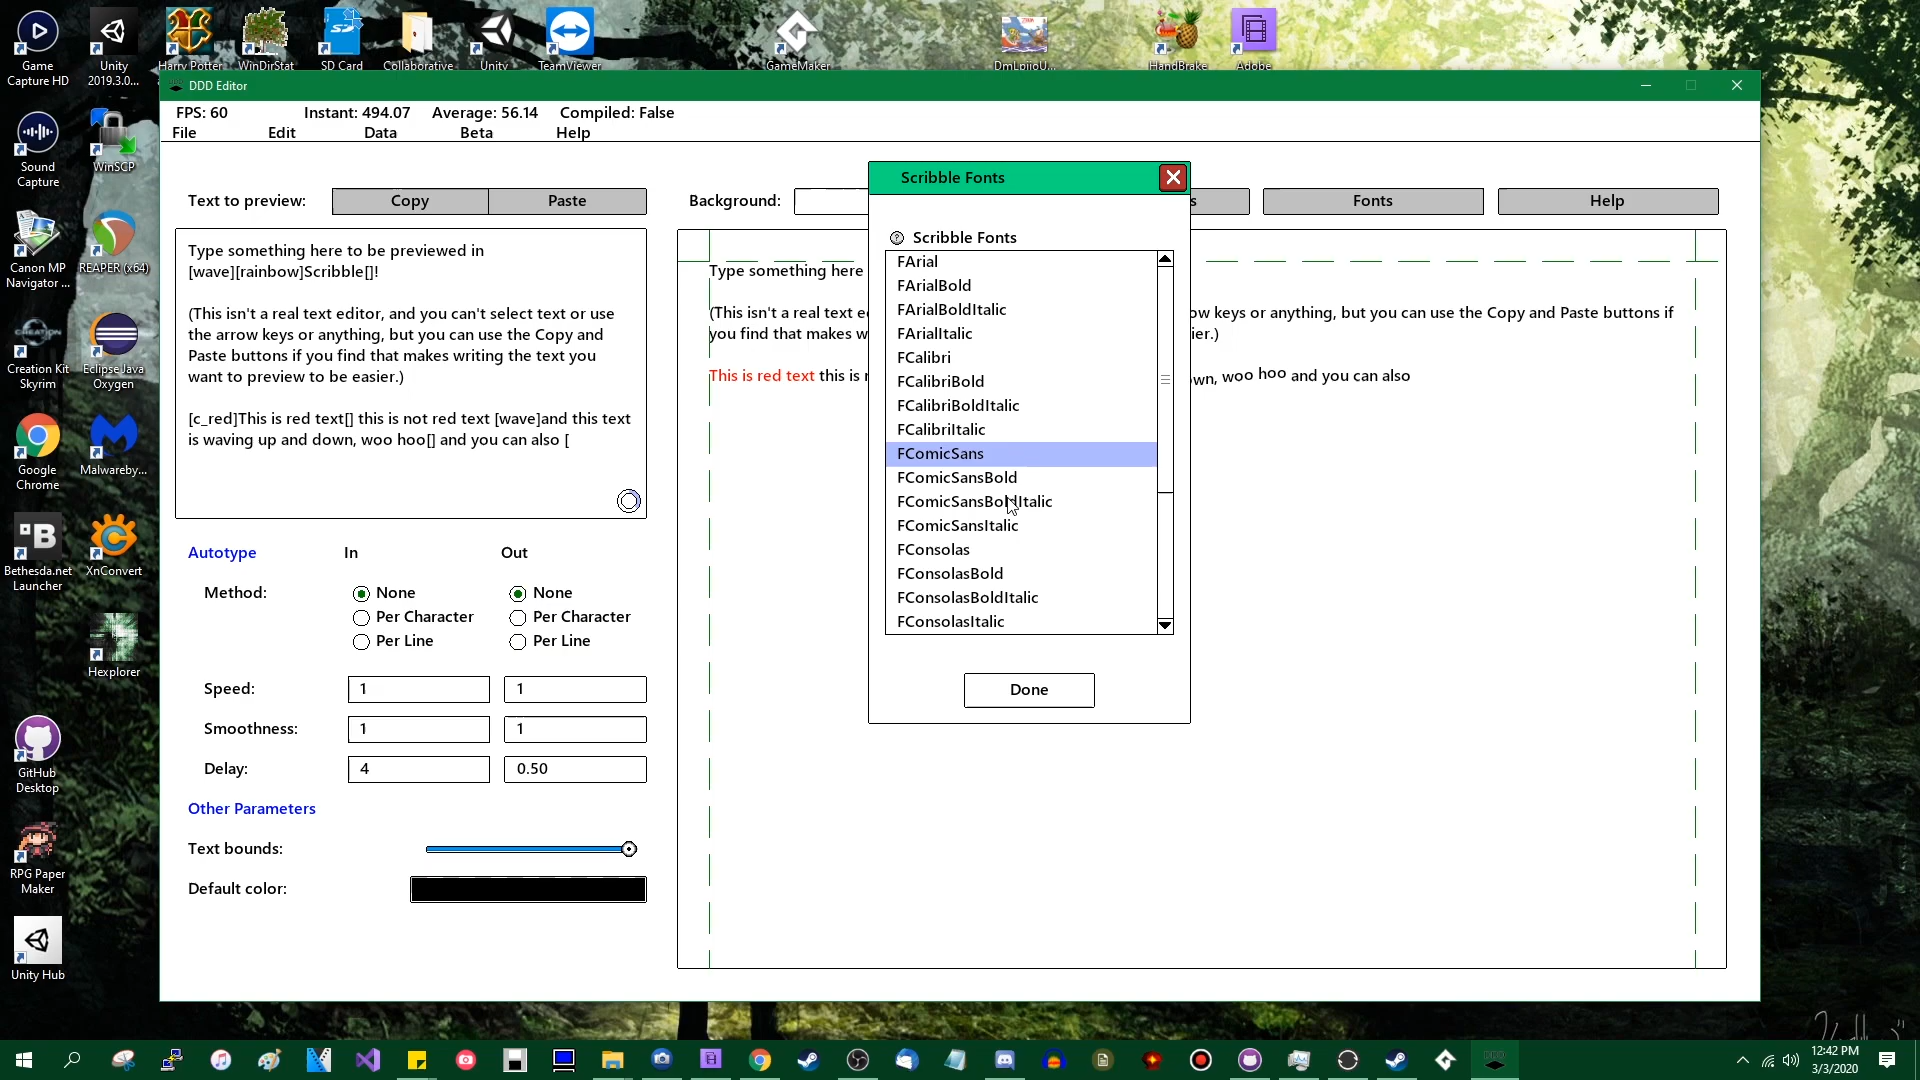 Game
Capture HD
Unity
2019.3.0...
Harry Potter
WinDirStat
SD Card
Collaborative
Unity
TeamViewer
GameMaker
DmLpjioU...
HandBrake
Adobe
Sound
Capture
WinSCP
Canon MP
Navigator ...
REAPER (x64)
Creation Kit
Skyrim
Eclipse Java
Oxygen
Google
Chrome
Malwareby...
Bethesda.net
Launcher
XnConvert
Hexplorer
GitHub
Desktop
RPG Paper
Maker
Unity Hub
DDD Editor
FPS: 60 Instant: 494.07 Average: 56.14 Compiled: False
File Edit Data Beta Help
Text to preview: Copy Paste
Background: s Fonts Help
Type something here to be previewed in
[wave][rainbow]Scribble[]!
(This isn't a real text editor, and you can't select text or use
the arrow keys or anything, but you can use the Copy and
Paste buttons if you find that makes writing the text you
want to preview to be easier.)
[c_red]This is red text[] this is not red text [wave]and this text
is waving up and down, woo hoo[] and you can also [
Autotype In Out
Method: None None
Per Character Per Character
Per Line Per Line
Speed: 1 1
Smoothness: 1 1
Delay: 4 0.50
Other Parameters
Text bounds:
Default color:
Type something here
(This isn't a real text e ow keys or anything, but you can use the Copy and Paste buttons if
you find that makes w ier.)
This is red text this is wn, woo hoo and you can also
Scribble Fonts
Scribble Fonts
FArial
FArialBold
FArialBoldItalic
FArialItalic
FCalibri
FCalibriBold
FCalibriBoldItalic
FCalibriItalic
FComicSans
FComicSansBold
FComicSansBoldItalic
FComicSansItalic
FConsolas
FConsolasBold
FConsolasBoldItalic
FConsolasItalic
Done
12:42 PM
3/3/2020